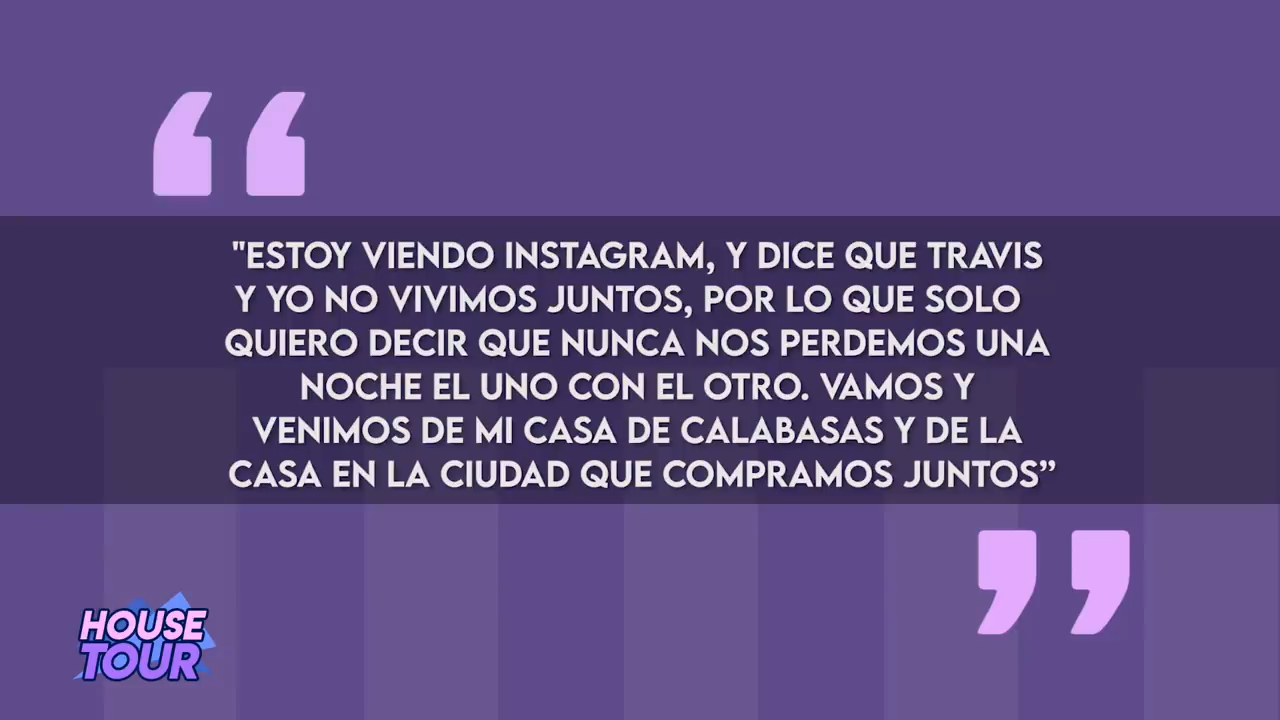 "ESTOY VIENDO INSTAGRAM, Y DICE QUE TRAVIS
Y YO NO VIVIMOS JUNTOS, POR LO QUE SOLO
QUIERO DECIR QUE NUNCA NOS PERDEMOS UNA
NOCHE EL UNO CON EL OTRO. VAMOS Y
VENIMOS DE MI CASA DE CALABASAS Y DE LA
CASA EN LA CIUDAD QUE COMPRAMOS JUNTOS”
HOUSE
TOUR